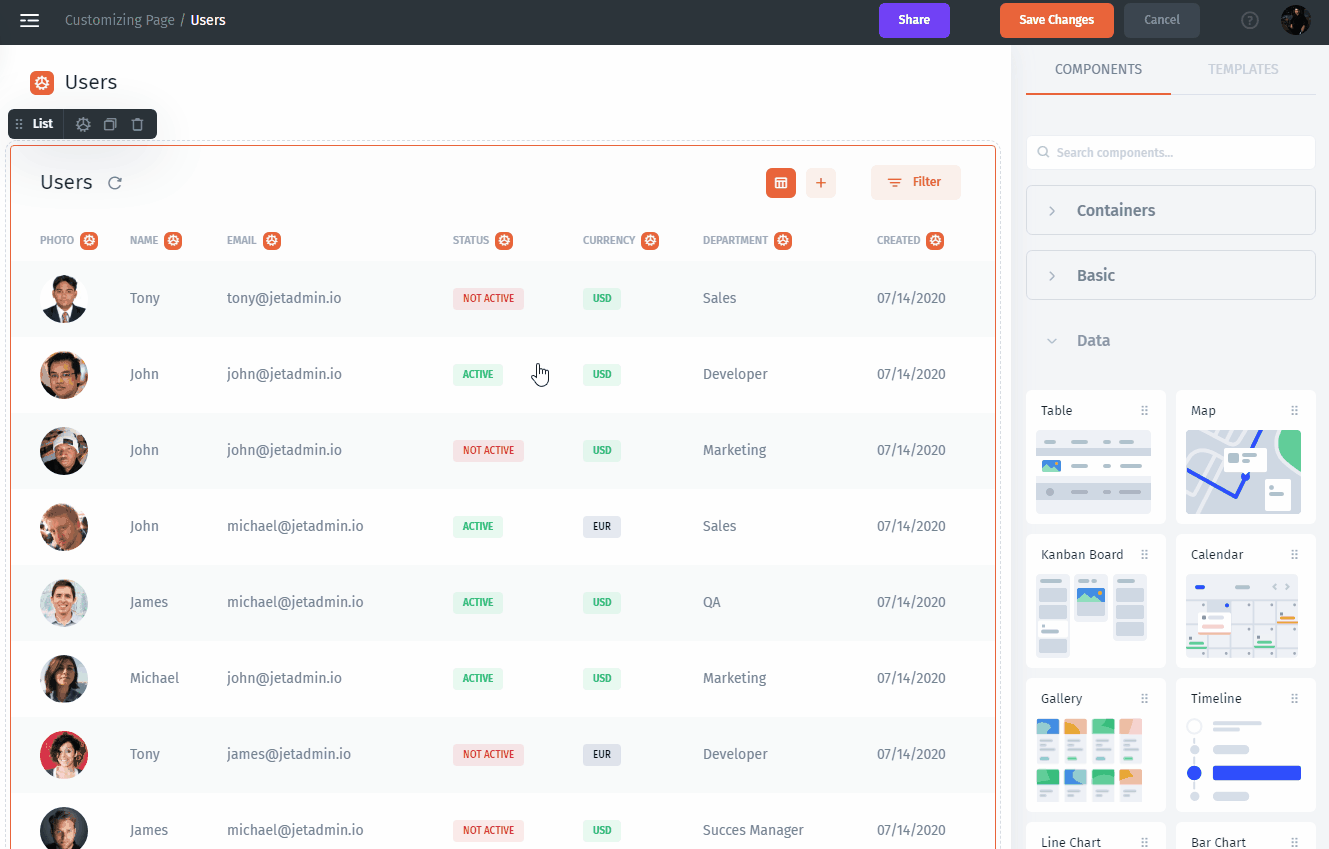 Customizing Page / Users
Share
Save Changes
Cancel
?
Users
List
Users
Filter
PHOTO NAME EMAIL STATUS CURRENCY DEPARTMENT CREATED
Tony tony@jetadmin.io NOT ACTIVE USD Sales 07/14/2020
John john@jetadmin.io ACTIVE USD Developer 07/14/2020
John john@jetadmin.io NOT ACTIVE USD Marketing 07/14/2020
John michael@jetadmin.io ACTIVE EUR Sales 07/14/2020
James michael@jetadmin.io ACTIVE USD QA 07/14/2020
Michael john@jetadmin.io ACTIVE USD Marketing 07/14/2020
Tony james@jetadmin.io NOT ACTIVE EUR Developer 07/14/2020
James michael@jetadmin.io NOT ACTIVE USD Succes Manager 07/14/2020
COMPONENTS TEMPLATES
Search components...
Containers
Basic
Data
Table Map
Kanban Board Calendar
Gallery Timeline
Line Chart Bar Chart